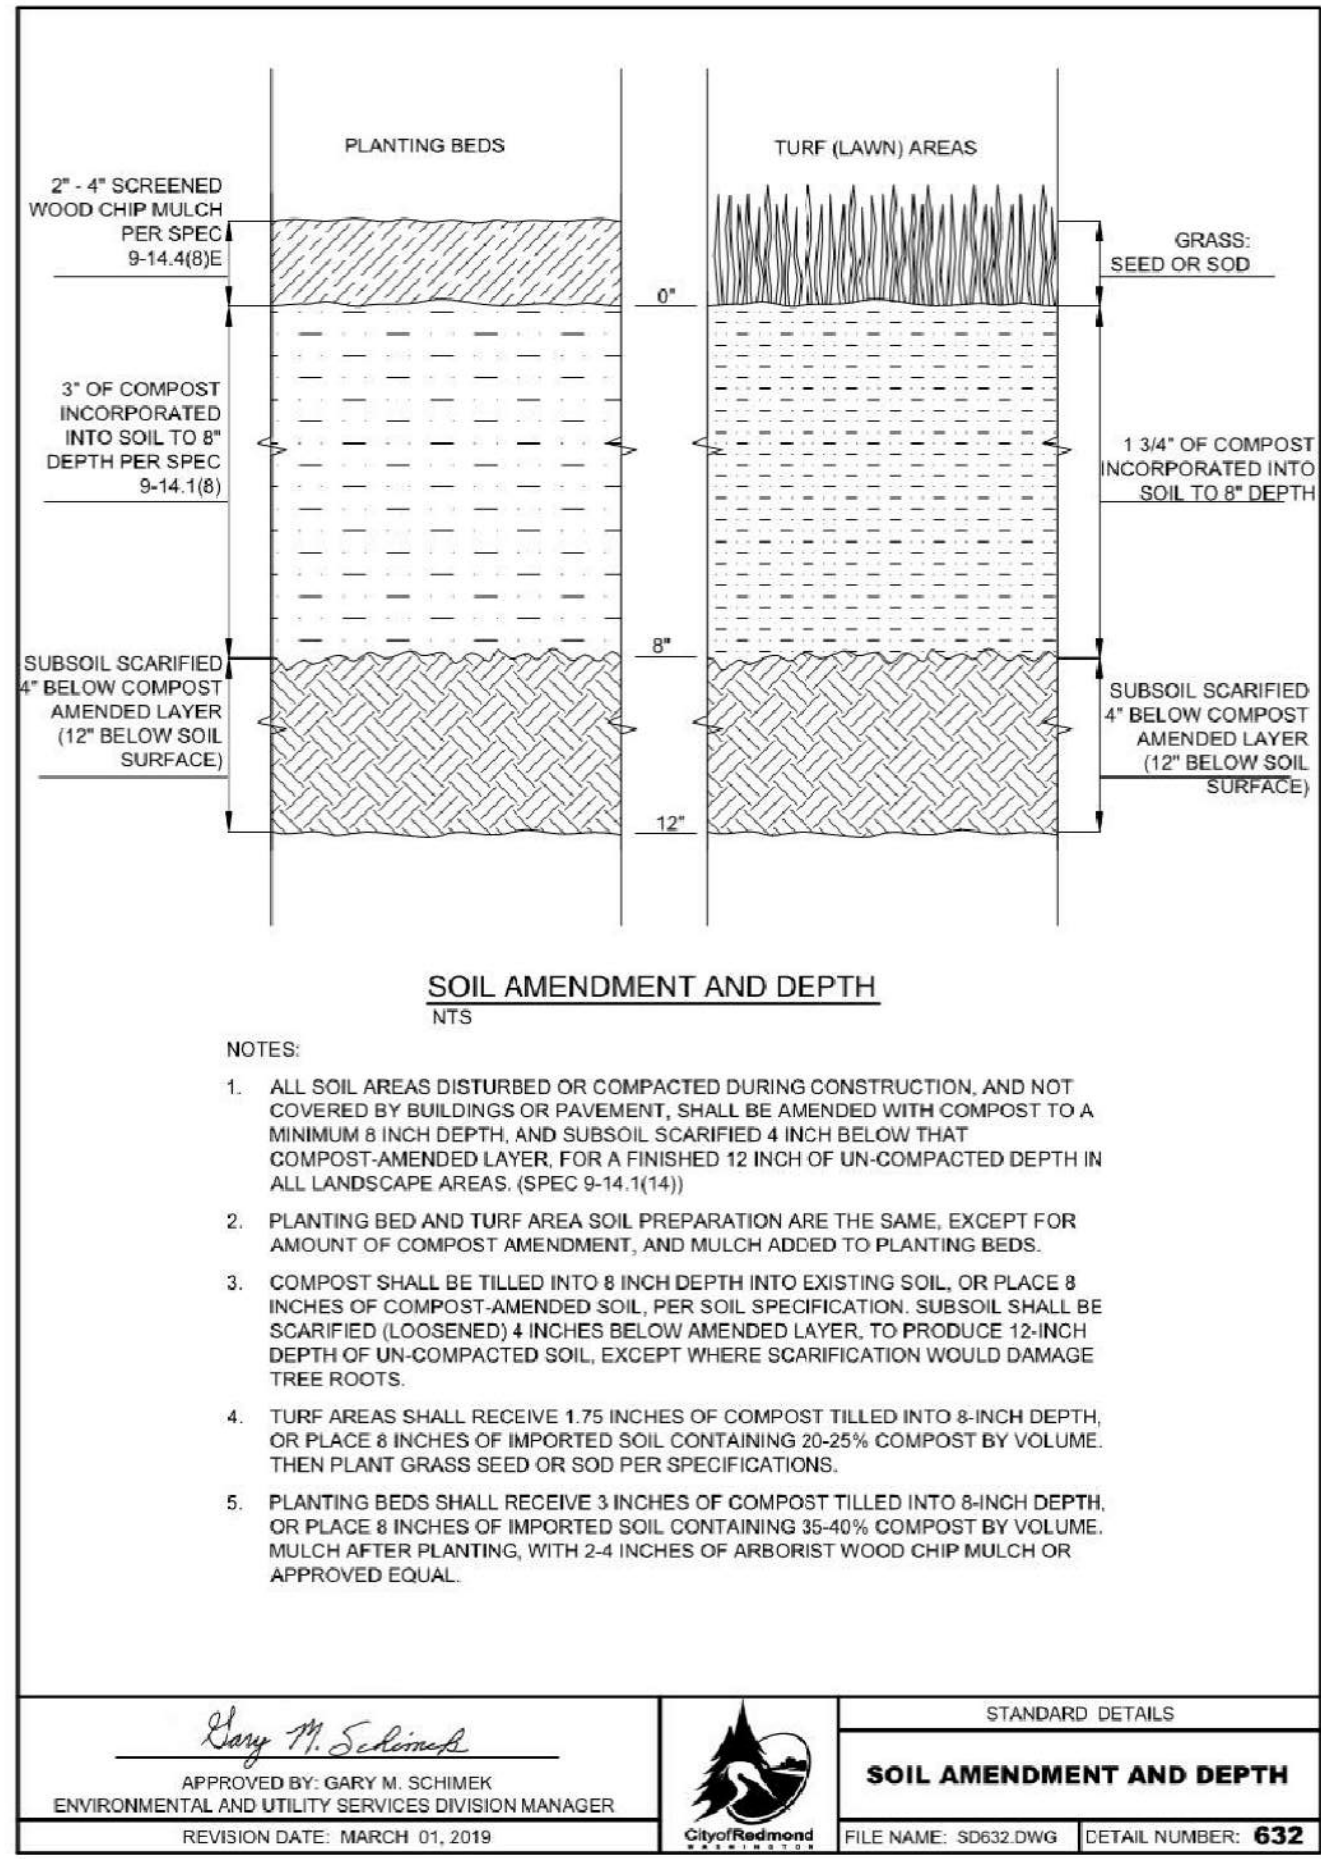 PLANTING BEDS
TURF (LAWN) AREAS
2" - 4" SCREENED
WOOD CHIP MULCH
PER SPEC
9-14.4(8)E
GRASS:
SEED OR SOD
0"
3" OF COMPOST
INCORPORATED
INTO SOIL TO 8"
DEPTH PER SPEC
9-14.1(8)
1 3/4" OF COMPOST
INCORPORATED INTO
SOIL TO 8" DEPTH
8"
SUBSOIL SCARIFIED
4" BELOW COMPOST
AMENDED LAYER
(12" BELOW SOIL
SURFACE)
SUBSOIL SCARIFIED
4" BELOW COMPOST
AMENDED LAYER
(12" BELOW SOIL
SURFACE)
12"
SOIL AMENDMENT AND DEPTH
NTS
NOTES:
1. ALL SOIL AREAS DISTURBED OR COMPACTED DURING CONSTRUCTION, AND NOT
COVERED BY BUILDINGS OR PAVEMENT, SHALL BE AMENDED WITH COMPOST TO A
MINIMUM 8 INCH DEPTH, AND SUBSOIL SCARIFIED 4 INCH BELOW THAT
COMPOST-AMENDED LAYER, FOR A FINISHED 12 INCH OF UN-COMPACTED DEPTH IN
ALL LANDSCAPE AREAS. (SPEC 9-14.1(14))
2. PLANTING BED AND TURF AREA SOIL PREPARATION ARE THE SAME, EXCEPT FOR
AMOUNT OF COMPOST AMENDMENT, AND MULCH ADDED TO PLANTING BEDS.
3. COMPOST SHALL BE TILLED INTO 8 INCH DEPTH INTO EXISTING SOIL, OR PLACE 8
INCHES OF COMPOST-AMENDED SOIL, PER SOIL SPECIFICATION. SUBSOIL SHALL BE
SCARIFIED (LOOSENED) 4 INCHES BELOW AMENDED LAYER, TO PRODUCE 12-INCH
DEPTH OF UN-COMPACTED SOIL, EXCEPT WHERE SCARIFICATION WOULD DAMAGE
TREE ROOTS.
4. TURF AREAS SHALL RECEIVE 1.75 INCHES OF COMPOST TILLED INTO 8-INCH DEPTH,
OR PLACE 8 INCHES OF IMPORTED SOIL CONTAINING 20-25% COMPOST BY VOLUME.
THEN PLANT GRASS SEED OR SOD PER SPECIFICATIONS.
5. PLANTING BEDS SHALL RECEIVE 3 INCHES OF COMPOST TILLED INTO 8-INCH DEPTH,
OR PLACE 8 INCHES OF IMPORTED SOIL CONTAINING 35-40% COMPOST BY VOLUME.
MULCH AFTER PLANTING, WITH 2-4 INCHES OF ARBORIST WOOD CHIP MULCH OR
APPROVED EQUAL.
Gary M. Schimek
APPROVED BY: GARY M. SCHIMEK
ENVIRONMENTAL AND UTILITY SERVICES DIVISION MANAGER
REVISION DATE: MARCH 01, 2019
CityofRedmond
WASHINGTON
STANDARD DETAILS
SOIL AMENDMENT AND DEPTH
FILE NAME: SD632.DWG
DETAIL NUMBER: 632